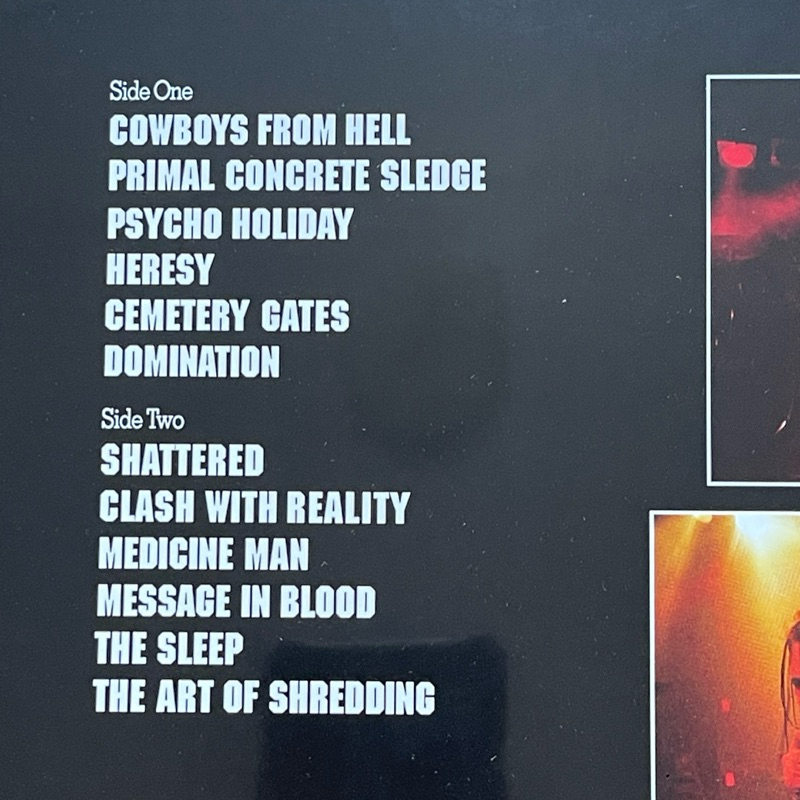 Side One
COWBOYS FROM HELL
PRIMAL CONCRETE SLEDGE
PSYCHO HOLIDAY
HERESY
CEMETERY GATES
DOMINATION
Side Two
SHATTERED
CLASH WITH REALITY
MEDICINE MAN
MESSAGE IN BLOOD
THE SLEEP
THE ART OF SHREDDING